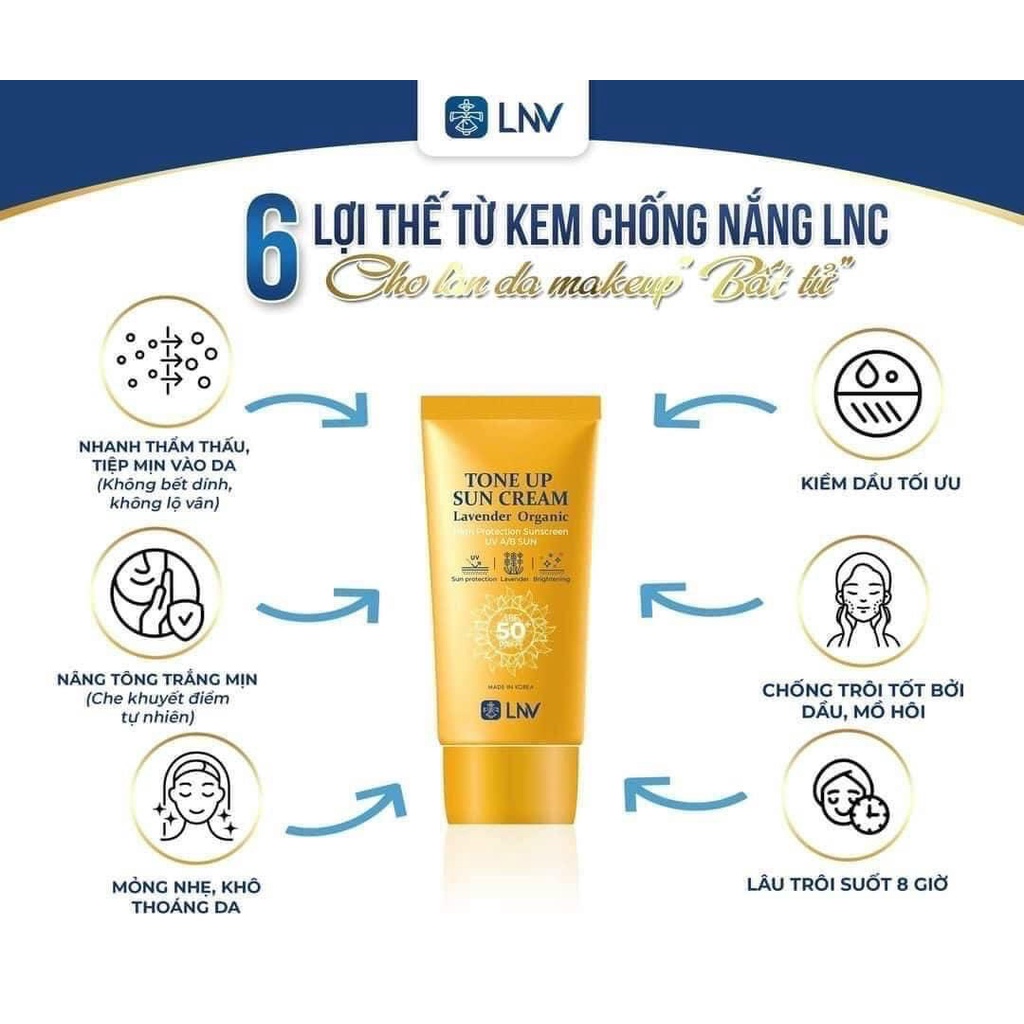 LNV
6 LỢI THẾ TỪ KEM CHỐNG NẮNG LNC
Cho làn da makeup "Bất tử"
NHANH THẨM THẤU,
TIỆP MỊN VÀO DA
(Không bết dính,
không lộ vân)
NÂNG TÔNG TRẮNG MỊN
(Che khuyết điểm
tự nhiên)
MỎNG NHẸ, KHÔ
THOÁNG DA
TONE UP
SUN CREAM
Lavender Organic
High Protection Sunscreen
UV A/B SUN
UV
Sun protection Lavender Brightening
SPF
50+
MADE IN KOREA
LNV
KIỀM DẦU TỐI ƯU
CHỐNG TRÔI TỐT BỞI
DẦU, MỒ HÔI
LÂU TRÔI SUỐT 8 GIỜ